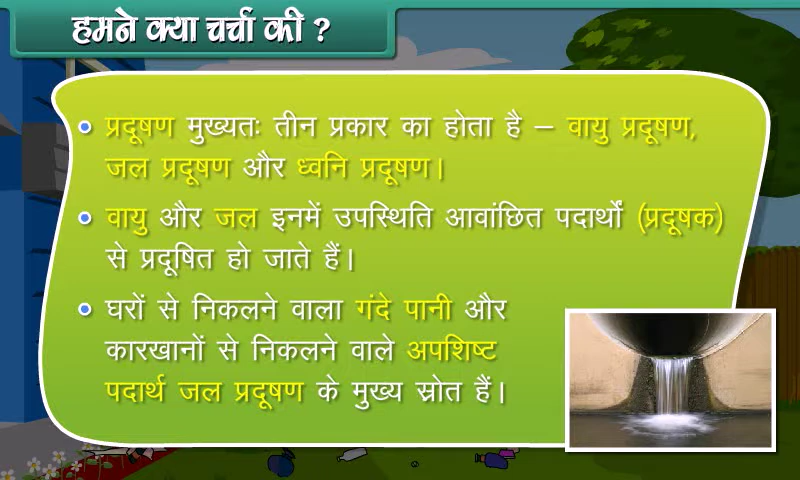 हमने क्या चर्चा की ?
प्रदूषण मुख्यतः तीन प्रकार का होता है – वायु प्रदूषण,
जल प्रदूषण और ध्वनि प्रदूषण।
वायु और जल इनमें उपस्थिति आवांछित पदार्थों (प्रदूषक)
से प्रदूषित हो जाते हैं।
घरों से निकलने वाला गंदे पानी और
कारखानों से निकलने वाले अपशिष्ट
पदार्थ जल प्रदूषण के मुख्य स्रोत हैं।